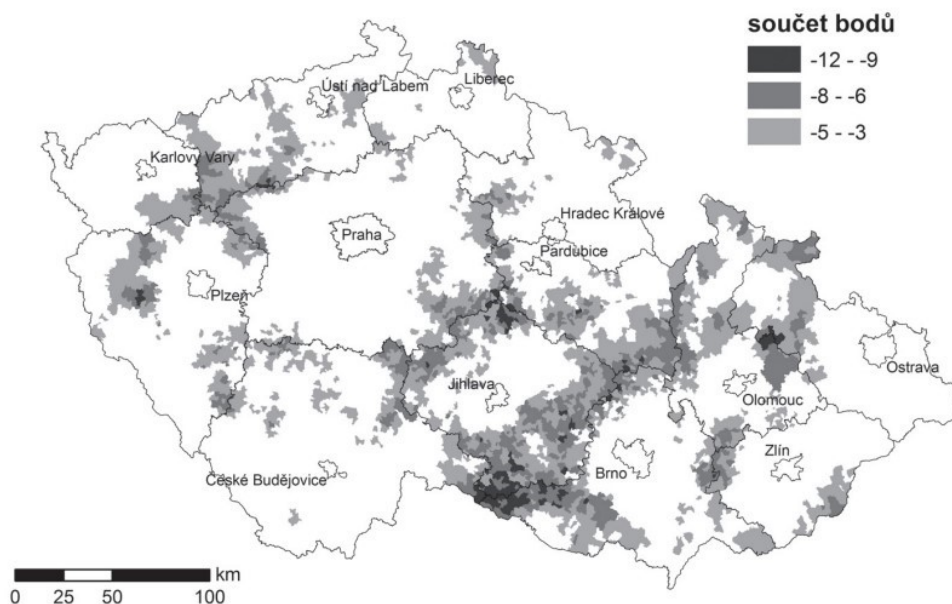 součet bodů
-12 - -9
-8 - -6
-5 - -3
Ústí nad Labem
Liberec
Karlovy Vary
Hradec Králové
Praha
Pardubice
Plzeň
Ostrava
Jihlava
Olomouc
Zlín
Brno
České Budějovice
km
0 25 50 100